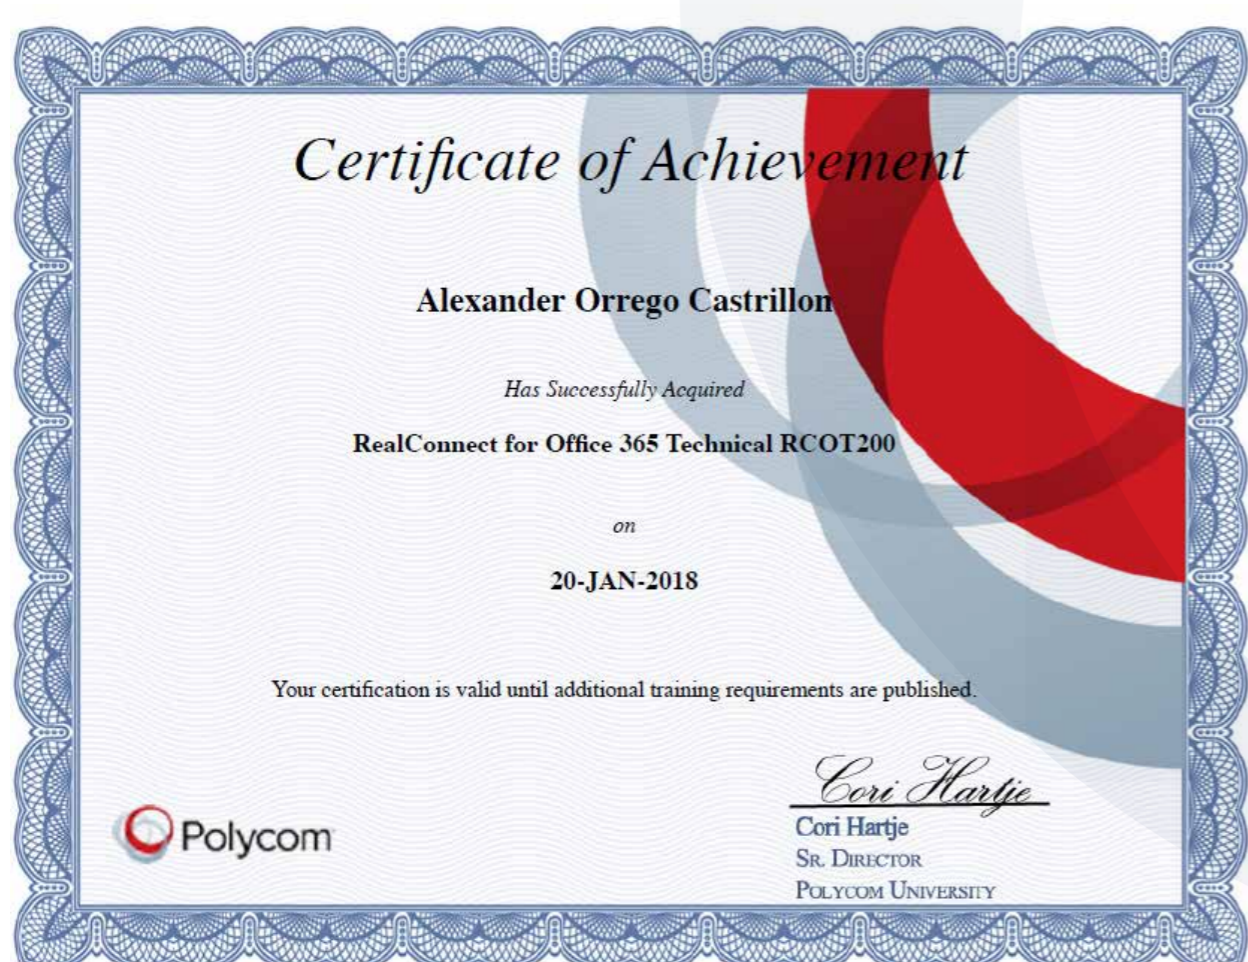 Certificate of Achievement
Alexander Orrego Castrillon
Has Successfully Acquired
RealConnect for Office 365 Technical RCOT200
on
20-JAN-2018
Your certification is valid until additional training requirements are published.
Cori Hartje
Polycom
Cori Hartje
SR. DIRECTOR
POLYCOM UNIVERSITY